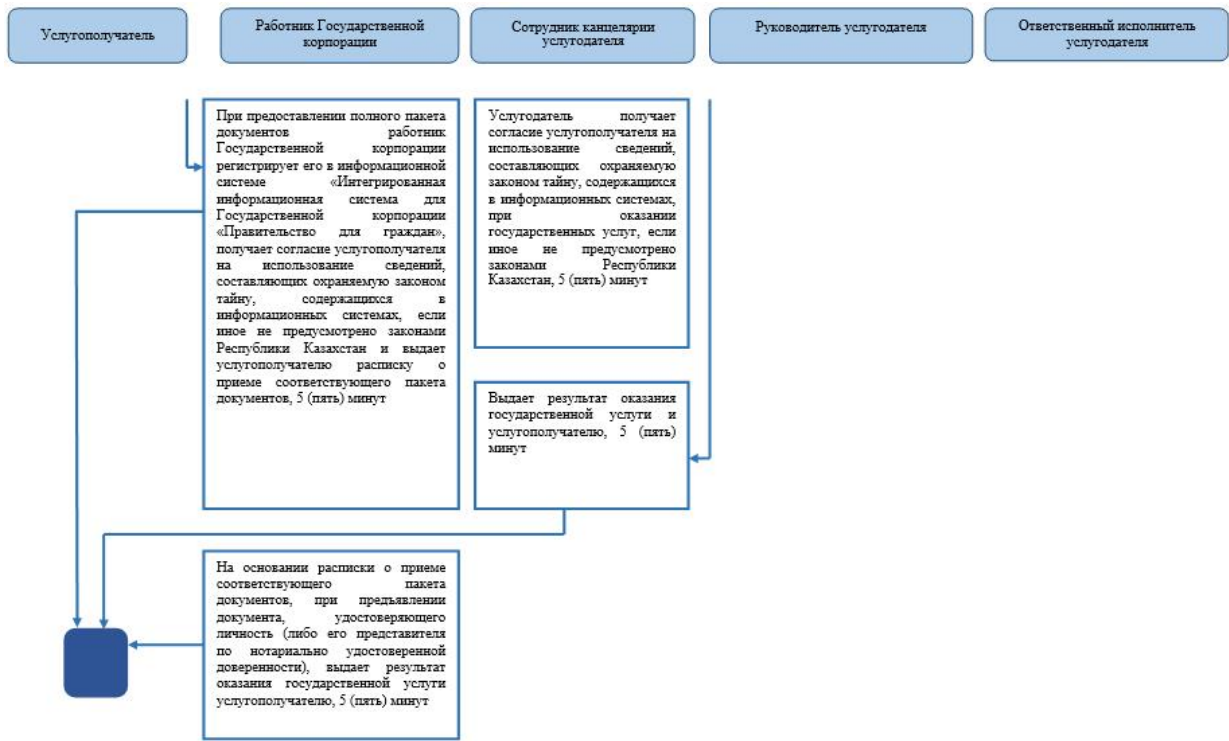 Услугополучатель
Работник Государственной
корпорации
Сотрудник канцелярии
услугодателя
Руководитель услугодателя
Ответственный исполнитель
услугодателя
При предоставлении полного пакета
документов работник
Государственной корпорации
регистрирует его в информационной
системе «Интегрированная
информационная система для
Государственной корпорации
«Правительство для граждан»,
получает согласие услугополучателя
на использование сведений,
составляющих охраняемую законом
тайну, содержащихся в
информационных системах, если
иное не предусмотрено законами
Республики Казахстан и выдает
услугополучателю расписку о
приеме соответствующего пакета
документов, 5 (пять) минут
Услугодатель получает
согласие услугополучателя на
использование сведений,
составляющих охраняемую
законом тайну, содержащихся
в информационных системах,
при оказании
государственных услуг, если
иное не предусмотрено
законами Республики
Казахстан, 5 (пять) минут
Выдает результат оказания
государственной услуги и
услугополучателю, 5 (пять)
минут
На основании расписки о приеме
соответствующего пакета
документов, при предъявлении
документа, удостоверяющего
личность (либо его представителя
по нотариально удостоверенной
доверенности), выдает результат
оказания государственной услуги
услугополучателю, 5 (пять) минут